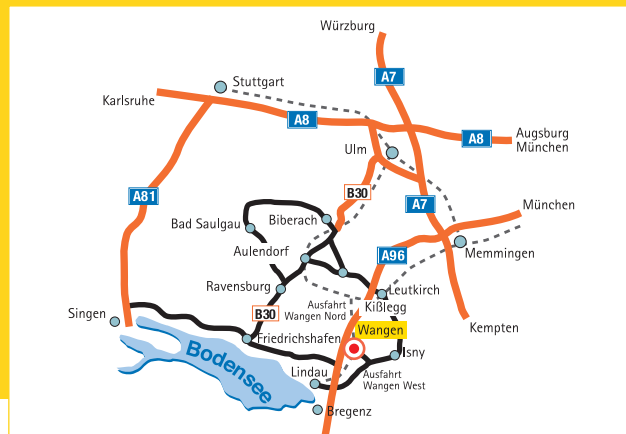 Würzburg
A7
Stuttgart
Karlsruhe
A8
A8
Augsburg
München
Ulm
A81
B30
A7
München
Bad Saulgau
Biberach
Aulendorf
A96
Memmingen
Ravensburg
Leutkirch
Ausfahrt
Wangen Nord
Kißlegg
Singen
B30
Wangen
Kempten
Friedrichshafen
Bodensee
Isny
Lindau
Ausfahrt
Wangen West
Bregenz